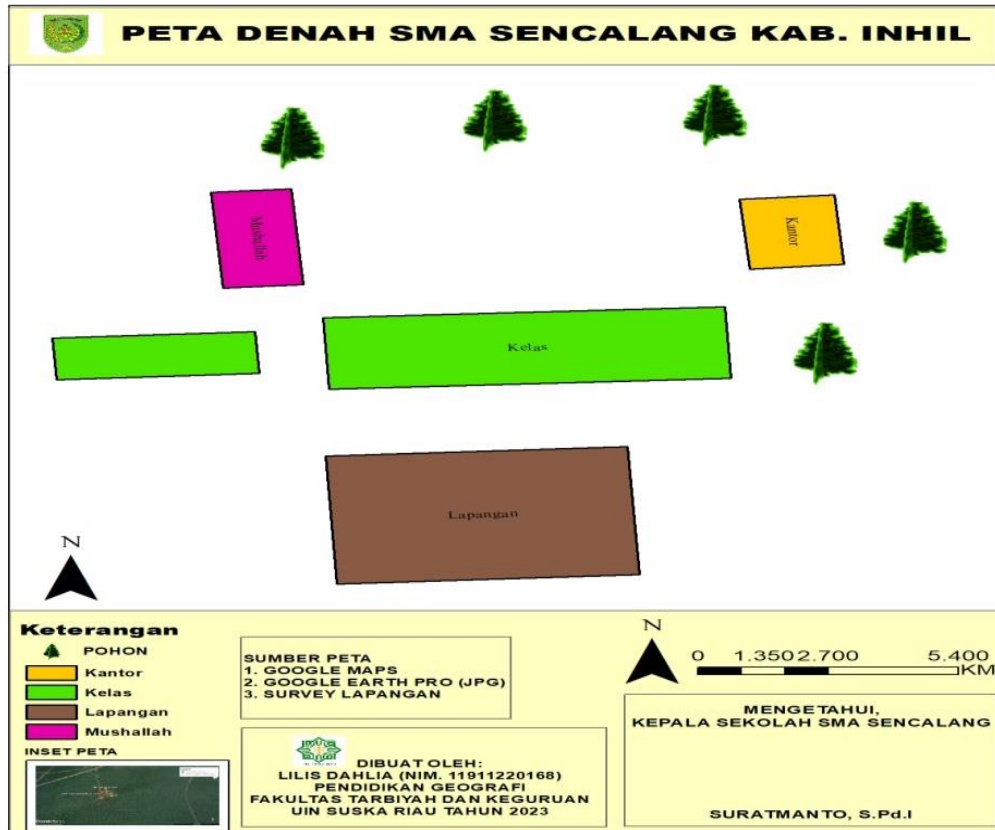 PETA DENAH SMA SENCALANG KAB. INHIL
Mushallah
Kantor
Kelas
Lapangan
N
Keterangan
POHON
Kantor
Kelas
Lapangan
Mushallah
INSET PETA
SUMBER PETA
1. GOOGLE MAPS
2. GOOGLE EARTH PRO (JPG)
3. SURVEY LAPANGAN
DIBUAT OLEH:
LILIS DAHLIA (NIM. 11911220168)
PENDIDIKAN GEOGRAFI
FAKULTAS TARBIYAH DAN KEGURUAN
UIN SUSKA RIAU TAHUN 2023
N
0 1.350 2.700 5.400
KM
MENGETAHUI,
KEPALA SEKOLAH SMA SENCALANG
SURATMANTO, S.Pd.I